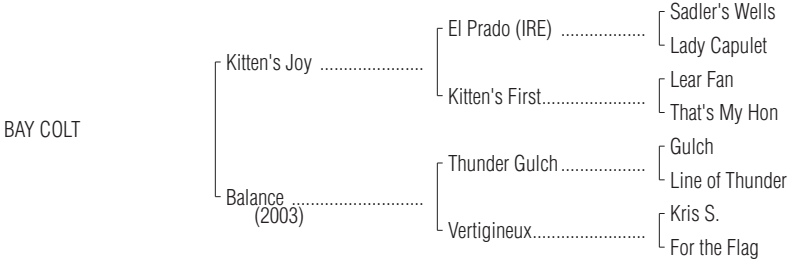 Sadler's Wells
El Prado (IRE) ...................
Lady Capulet
Kitten's Joy .......................
Lear Fan
Kitten's First.......................
That's My Hon
BAY COLT
Gulch
Thunder Gulch...................
Line of Thunder
Balance .............................
(2003)
Kris S.
Vertigineux.........................
For the Flag